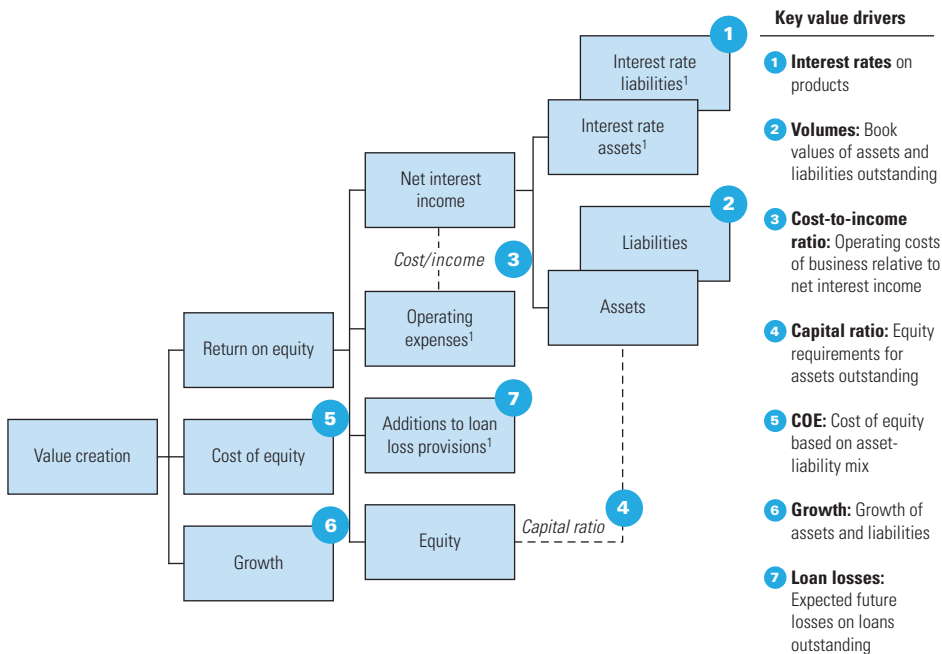 Value creation
Return on equity
Cost of equity
5
Growth
6
Net interest
income
Cost/income
3
Operating
expenses¹
Additions to loan
loss provisions¹
7
Equity
Capital ratio
4
Interest rate
liabilities¹
1
Interest rate
assets¹
Liabilities
2
Assets
Key value drivers
1 Interest rates on
products
2 Volumes: Book
values of assets and
liabilities outstanding
3 Cost-to-income
ratio: Operating costs
of business relative to
net interest income
4 Capital ratio: Equity
requirements for
assets outstanding
5 COE: Cost of equity
based on asset-
liability mix
6 Growth: Growth of
assets and liabilities
7 Loan losses:
Expected future
losses on loans
outstanding